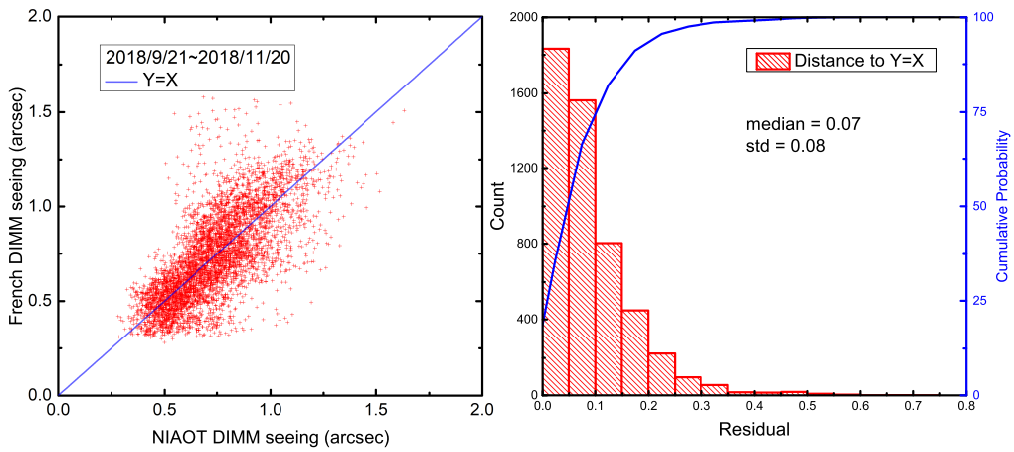 2018/9/21~2018/11/20
Y=X
French DIMM seeing (arcsec)
2.0
1.5
1.0
0.5
0.0
0.0 0.5 1.0 1.5 2.0
NIAOT DIMM seeing (arcsec)
Distance to Y=X
median = 0.07
std = 0.08
Count
2000
1600
1200
800
400
0
0.0 0.1 0.2 0.3 0.4 0.5 0.6 0.7 0.8
Residual
100
75
50
25
0
Cumulative Probability